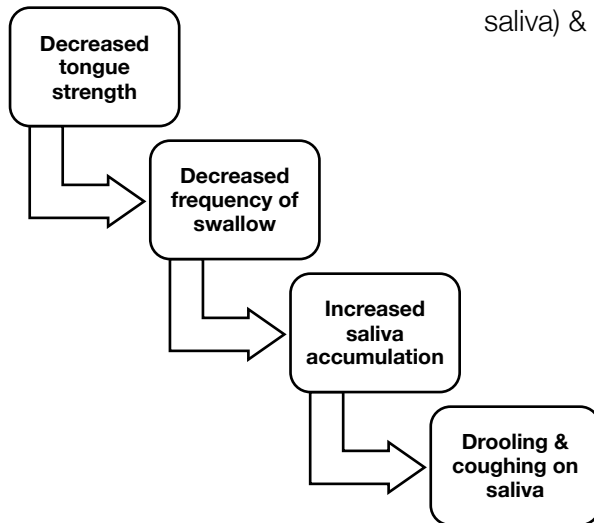 saliva) &
Decreased
tongue
strength
Decreased
frequency of
swallow
Increased
saliva
accumulation
Drooling &
coughing on
saliva